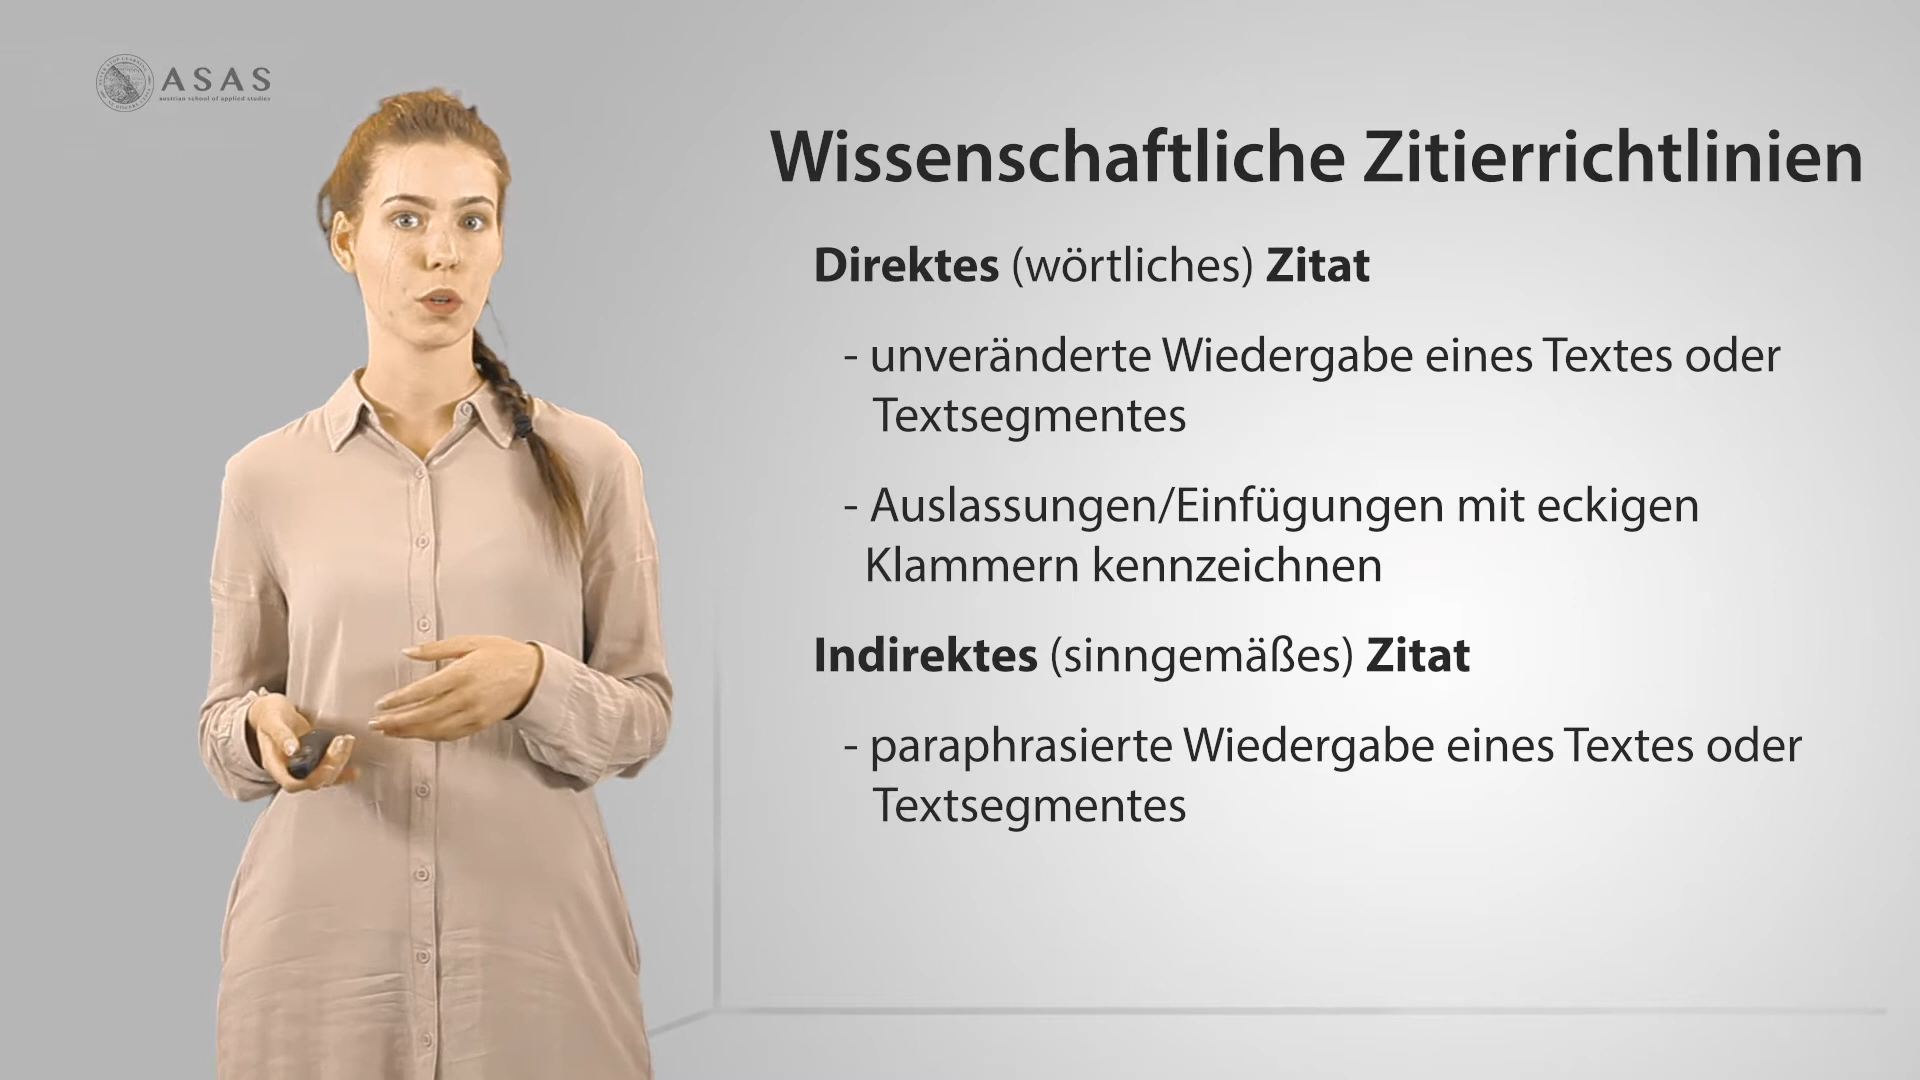 ASAS
austrian school of applied studies
Wissenschaftliche Zitierrichtlinien
Direktes (wörtliches) Zitat
- unveränderte Wiedergabe eines Textes oder
Textsegmentes
- Auslassungen/Einfügungen mit eckigen
Klammern kennzeichnen
Indirektes (sinngemäßes) Zitat
- paraphrasierte Wiedergabe eines Textes oder
Textsegmentes